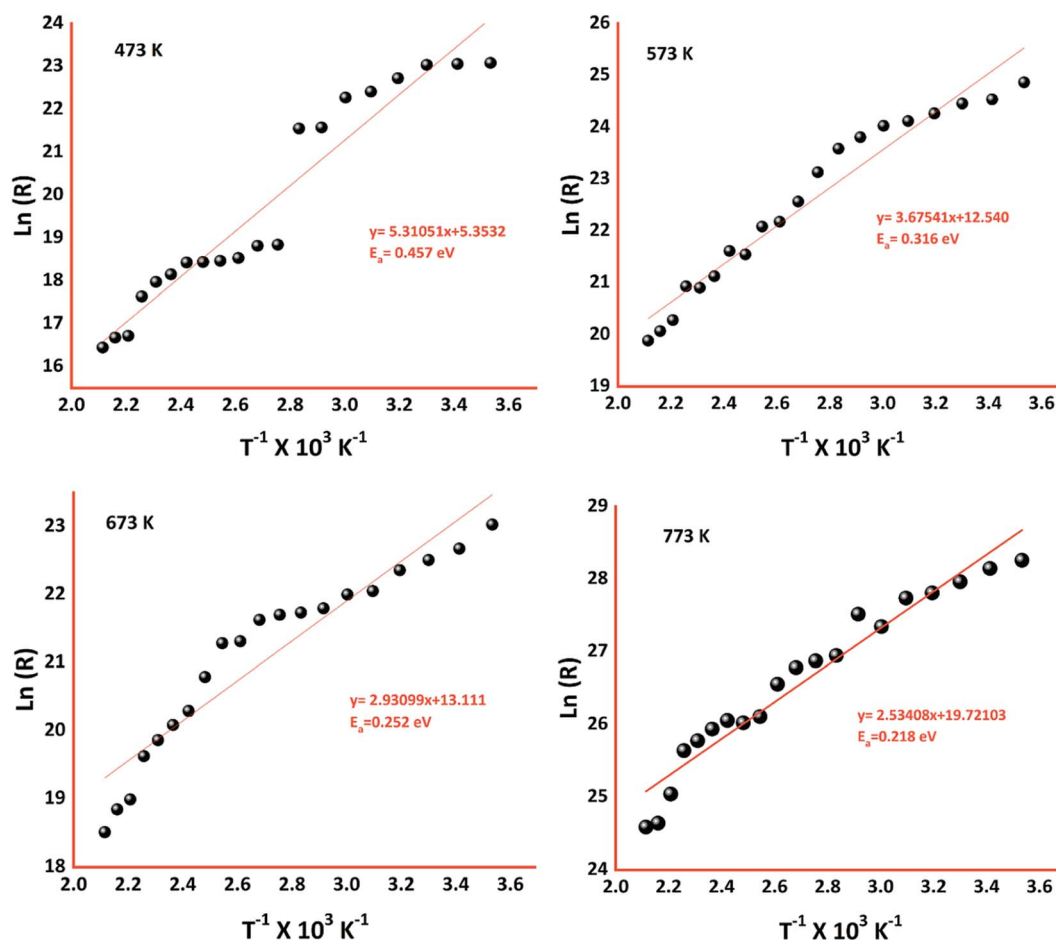 473 K
Ln (R)
24
23
22
21
20
19
18
17
16
y= 5.31051x+5.3532
Eₐ= 0.457 eV
2.0 2.2 2.4 2.6 2.8 3.0 3.2 3.4 3.6
T⁻¹ X 10³ K⁻¹
573 K
Ln (R)
26
25
24
23
22
21
20
19
y= 3.67541x+12.540
Eₐ= 0.316 eV
2.0 2.2 2.4 2.6 2.8 3.0 3.2 3.4 3.6
T⁻¹ X 10³ K⁻¹
673 K
Ln (R)
23
22
21
20
19
18
y= 2.93099x+13.111
Eₐ=0.252 eV
2.0 2.2 2.4 2.6 2.8 3.0 3.2 3.4 3.6
T⁻¹ X 10³ K⁻¹
773 K
Ln (R)
29
28
27
26
25
24
y= 2.53408x+19.72103
Eₐ=0.218 eV
2.0 2.2 2.4 2.6 2.8 3.0 3.2 3.4 3.6
T⁻¹ X 10³ K⁻¹